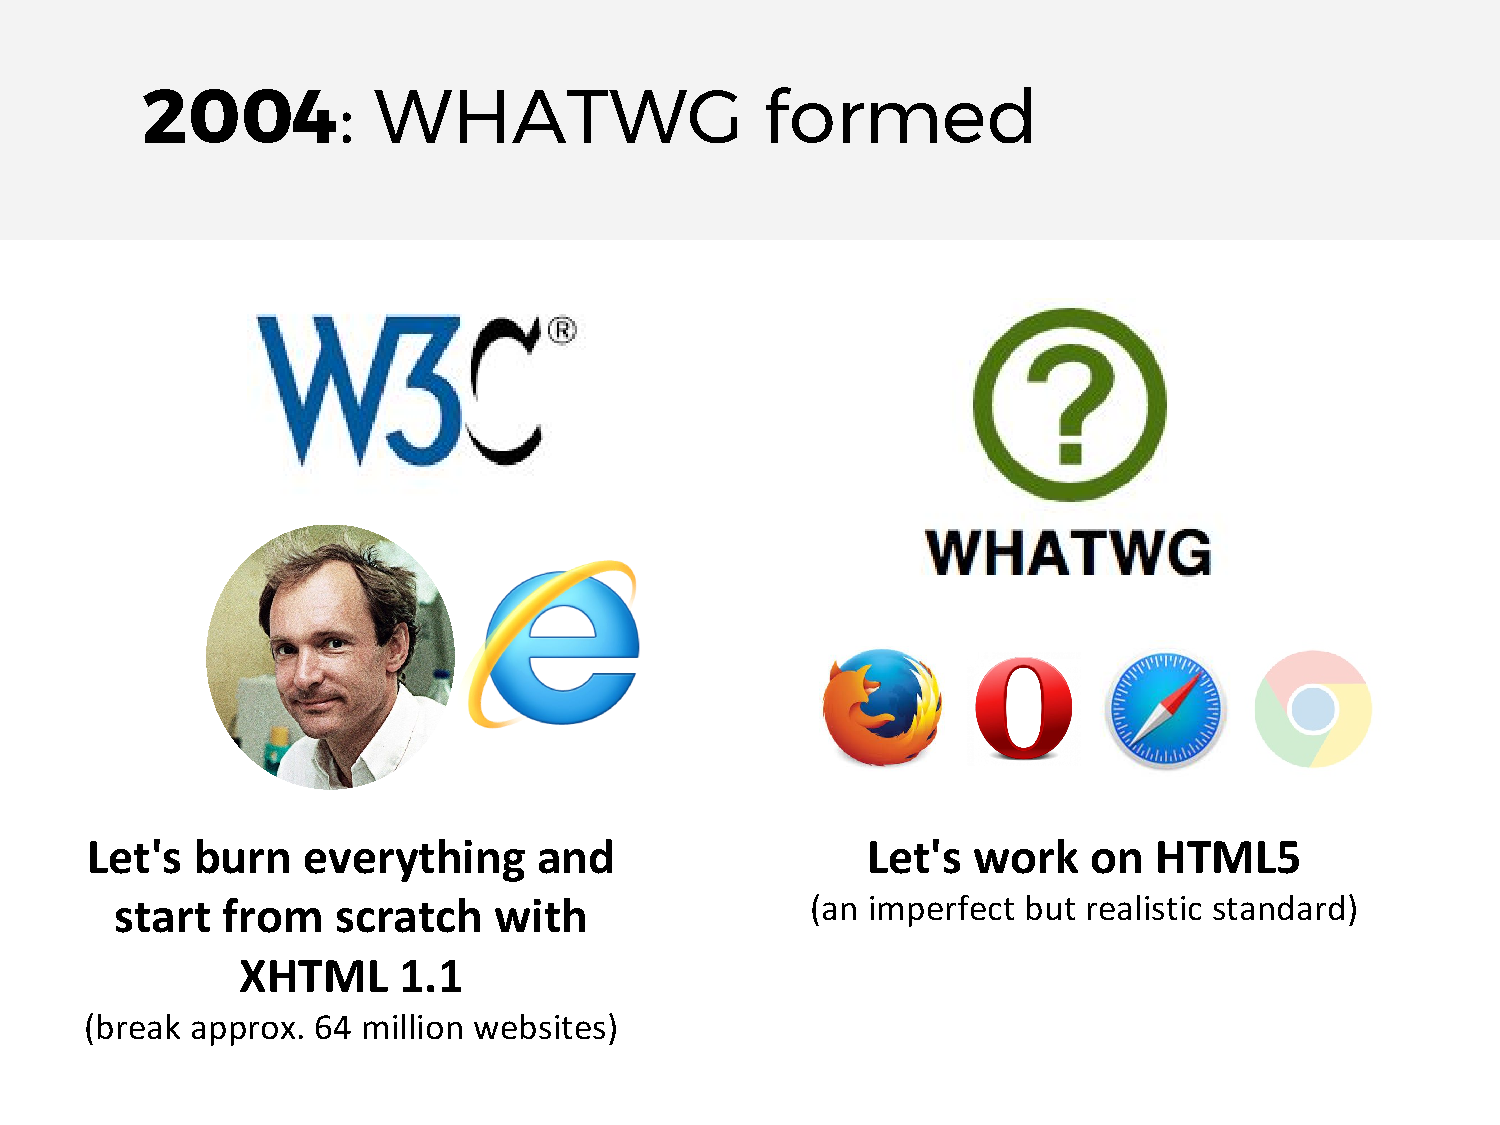 2004: WHATWG formed
W3C®
?
WHATWG
Let's burn everything and
start from scratch with
XHTML 1.1
(break approx. 64 million websites)
Let's work on HTML5
(an imperfect but realistic standard)